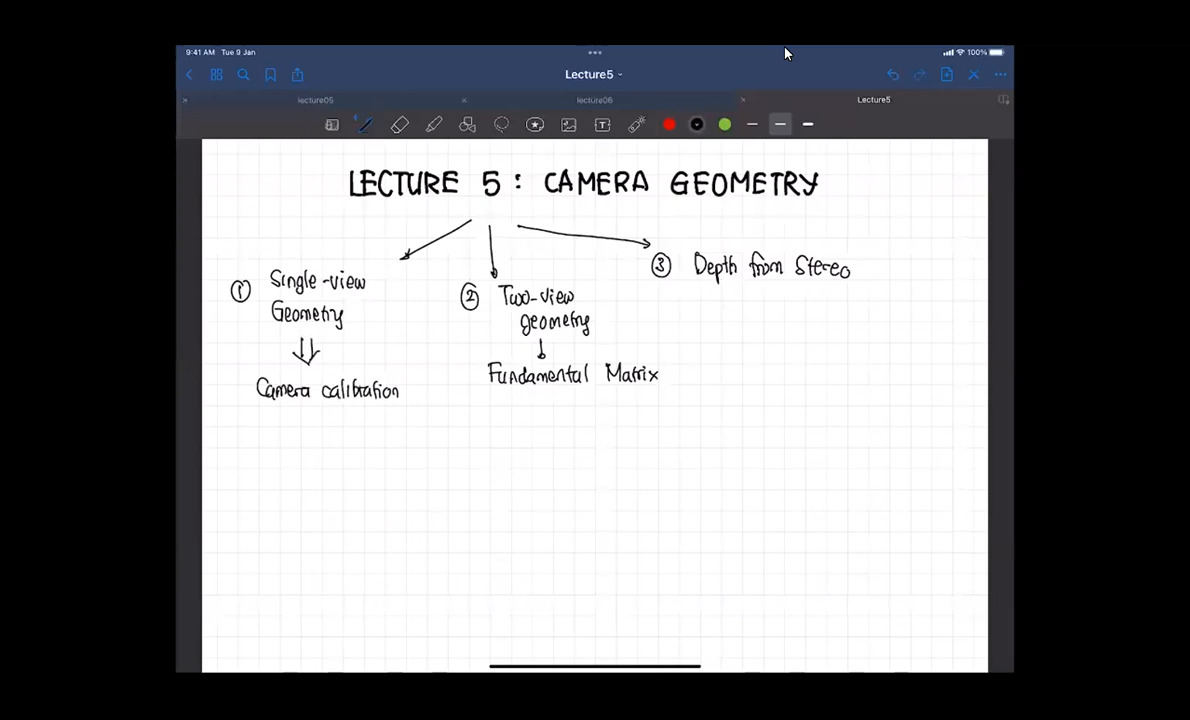 9:41 AM Tue 9 Jan
100%
Lecture5
lecture05
lecture06
Lecture5
LECTURE 5 : CAMERA GEOMETRY
① Single-view
Geometry
Camera calibration
② Two-view
geometry
Fundamental Matrix
③ Depth from Stereo